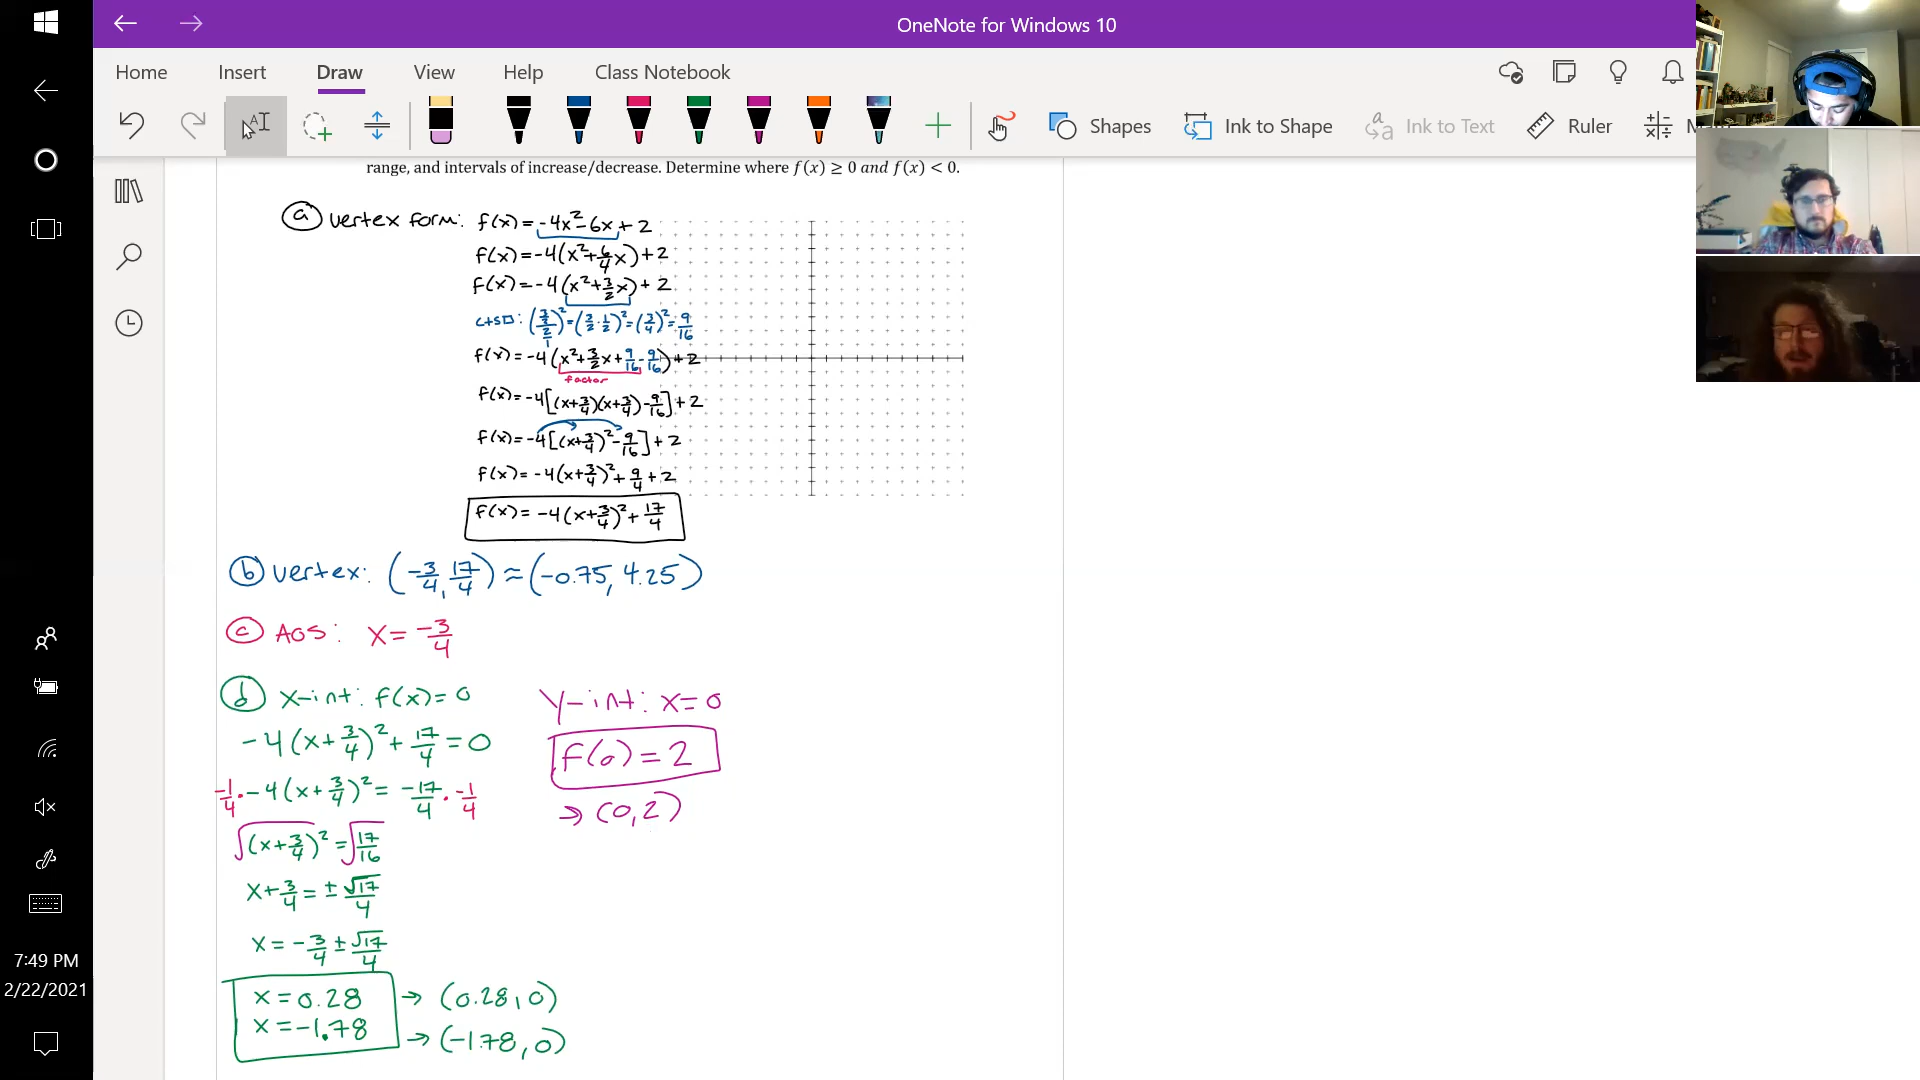 OneNote for Windows 10
Home Insert Draw View Help Class Notebook
Shapes Ink to Shape Ink to Text Ruler
range, and intervals of increase/decrease. Determine where f(x) ≥ 0 and f(x) < 0.
ⓐ vertex form: f(x) = -4x²-6x+2
f(x) = -4(x²+6/4x)+2
f(x) = -4(x²+3/2x)+2
c+s□: ((3/2)/(2/1))² = (3/2·1/2)² = (3/4)² = 9/16
f(x) = -4(x²+3/2x+9/16-9/16)+2
factor
f(x) = -4[(x+3/4)(x+3/4)-9/16]+2
f(x) = -4[(x+3/4)²-9/16]+2
f(x) = -4(x+3/4)²+9/4+2
f(x) = -4(x+3/4)²+17/4
ⓑ vertex: (-3/4, 17/4) ≈ (-0.75, 4.25)
ⓒ AOS: x = -3/4
ⓓ x-int: f(x) = 0
-4(x+3/4)²+17/4 = 0
-1/4 · -4(x+3/4)² = -17/4 · -1/4
√(x+3/4)² = √17/16
x+3/4 = ±√17/4
x = -3/4 ± √17/4
x = 0.28 → (0.28, 0)
x = -1.78 → (-1.78, 0)
y-int: x = 0
f(0) = 2
→ (0, 2)
7:49 PM
2/22/2021